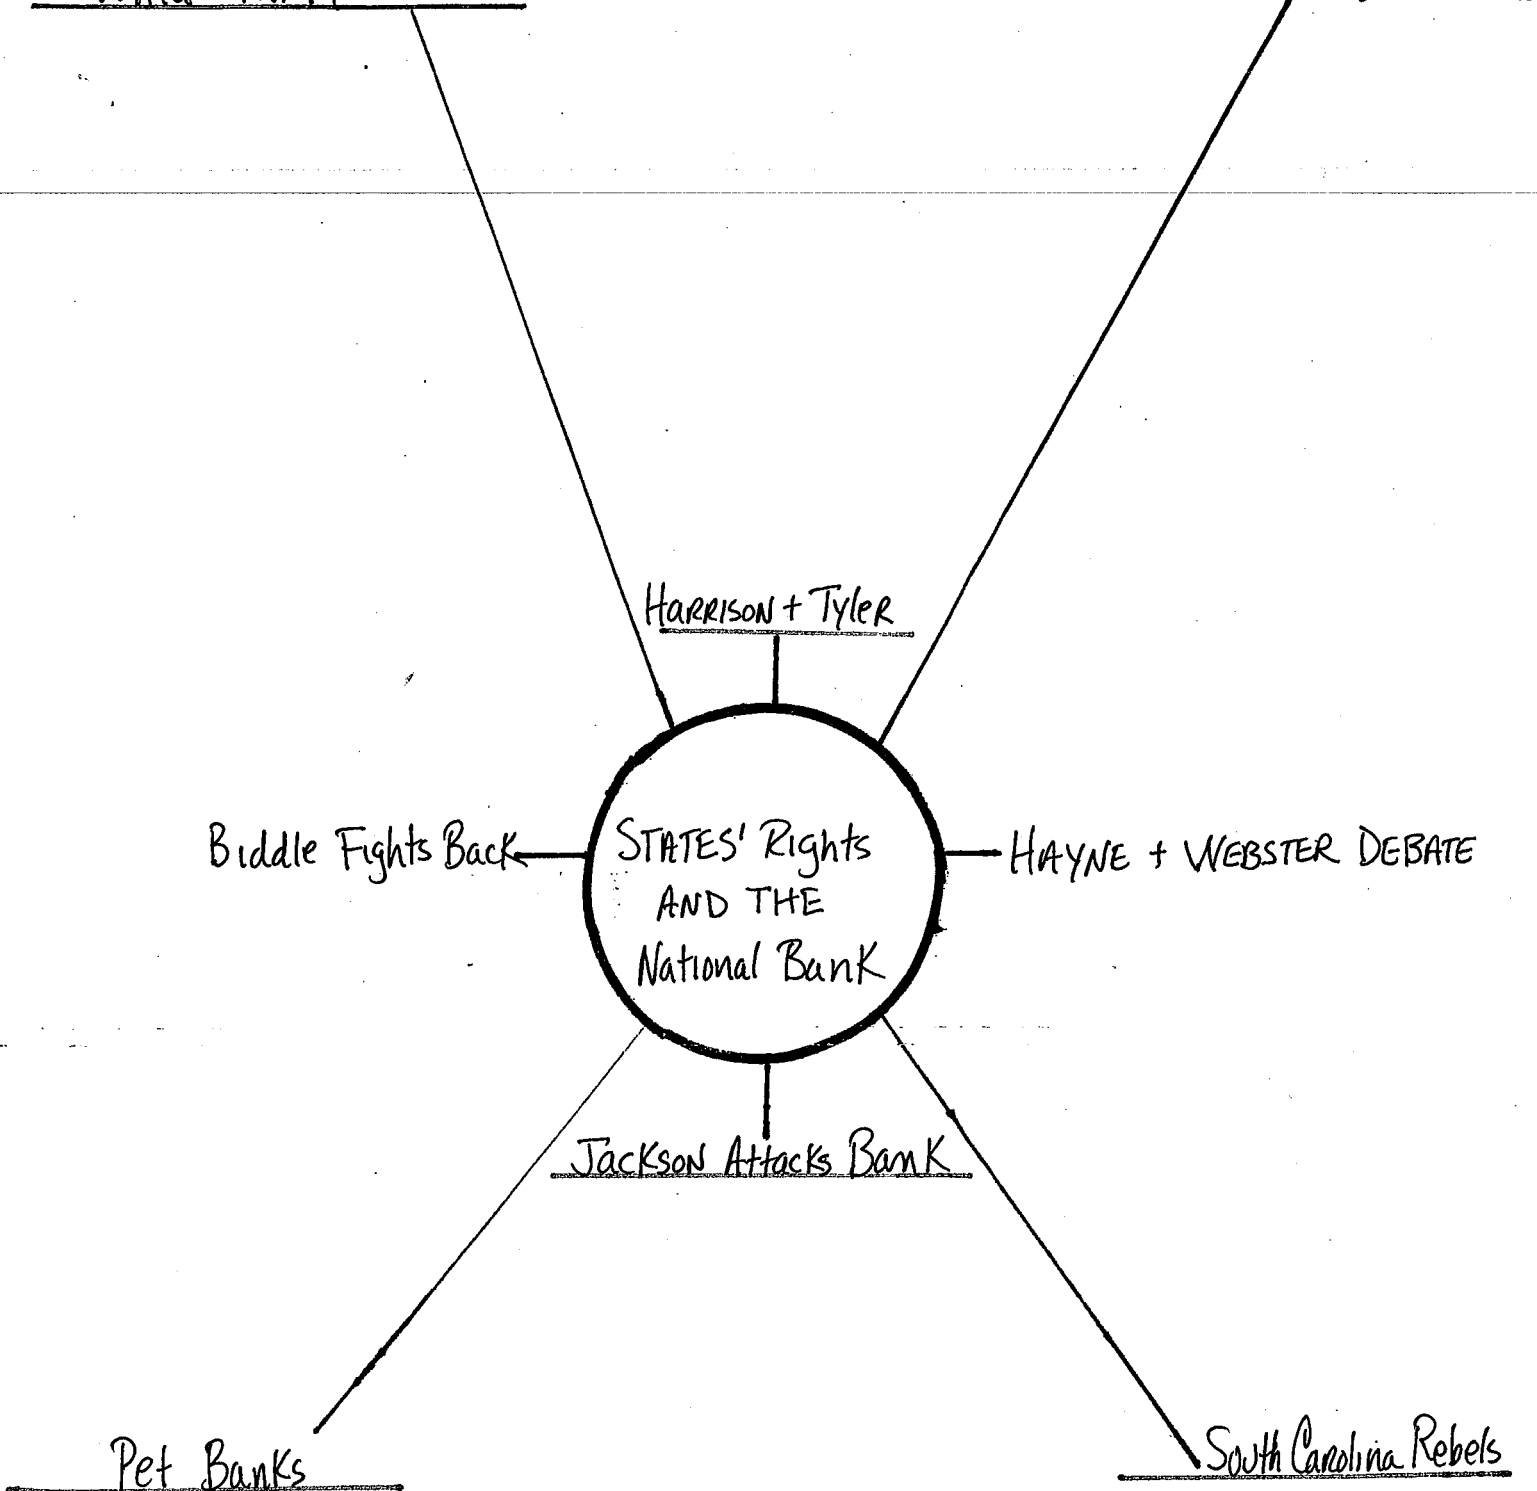 HARRISON + TyleR
Biddle Fights Back
STATES' Rights
AND THE
National Bank
HAYNE + WEBSTER DEBATE
Jackson Attacks Bank
Pet Banks
South Carolina Rebels